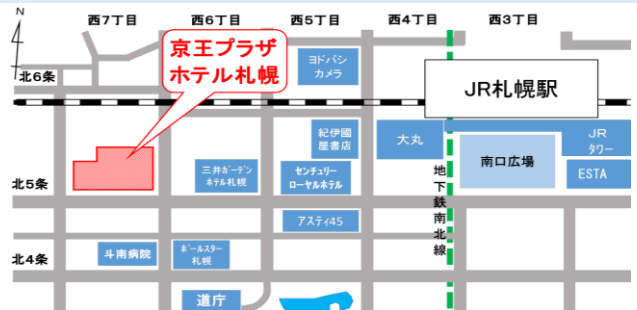 N
西7丁目
西6丁目
西5丁目
西4丁目
西3丁目
京王プラザ
ホテル札幌
ヨドバシ
カメラ
北6条
JR札幌駅
紀伊國
屋書店
大丸
JR
タワー
南口広場
三井ガーデン
ホテル札幌
センチュリー
ローヤルホテル
ESTA
地下鉄南北線
北5条
アスティ45
斗南病院
ポールスター
札幌
北4条
道庁